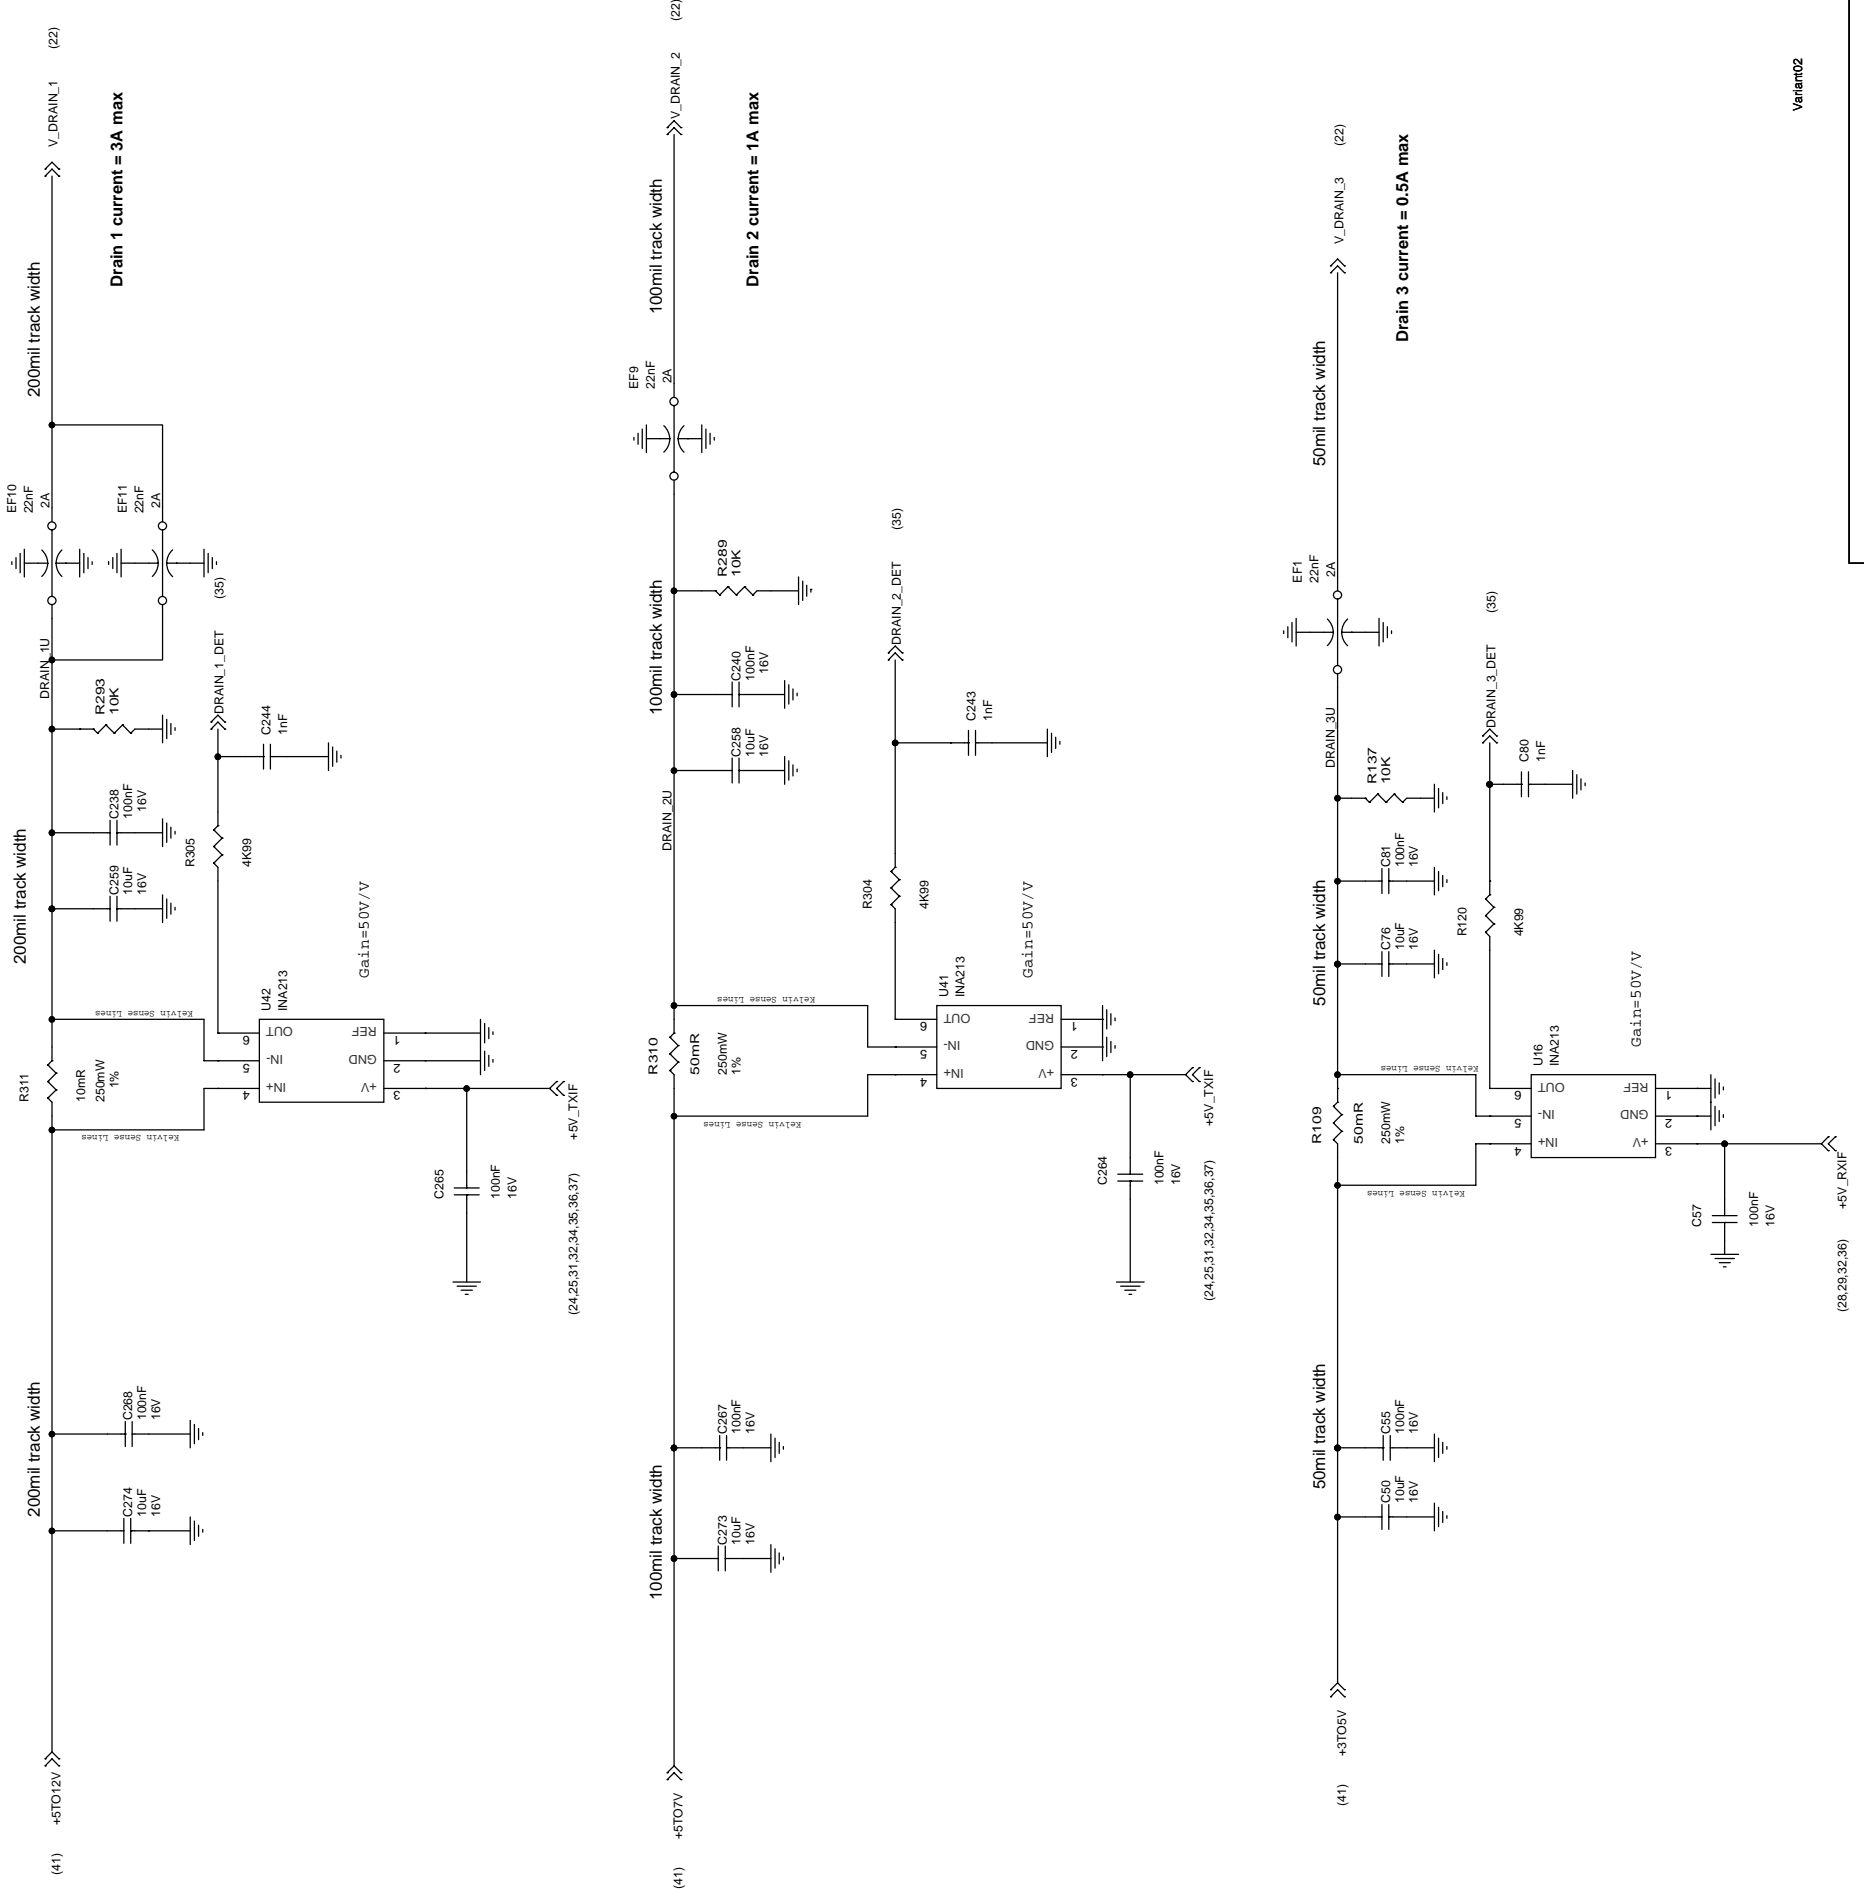 (41)
+5TO12V
200mil track width
C274
10uF
16V
C268
100nF
16V
R311
10mR
250mW
1%
Kelvin Sense Lines
Kelvin Sense Lines
U42
INA213
IN+
IN-
OUT
V+
GND
REF
4
5
6
3
2
1
Gain=50V/V
C265
100nF
16V
+5V_TXIF
(24,25,31,32,34,35,36,37)
200mil track width
C259
10uF
16V
C238
100nF
16V
R293
10K
R305
4K99
C244
1nF
DRAIN_1_DET
(35)
DRAIN_1U
EF10
22nF
2A
EF11
22nF
2A
200mil track width
V_DRAIN_1
(22)
Drain 1 current = 3A max
(41)
+5TO7V
100mil track width
C273
10uF
16V
C267
100nF
16V
R310
50mR
250mW
1%
Kelvin Sense Lines
Kelvin Sense Lines
U41
INA213
IN+
IN-
OUT
V+
GND
REF
4
5
6
3
2
1
Gain=50V/V
C264
100nF
16V
+5V_TXIF
(24,25,31,32,34,35,36,37)
DRAIN_2U
100mil track width
C258
10uF
16V
C240
100nF
16V
R289
10K
R304
4K99
C243
1nF
DRAIN_2_DET
(35)
EF9
22nF
2A
100mil track width
V_DRAIN_2
(22)
Drain 2 current = 1A max
(41)
+3TO5V
50mil track width
C50
10uF
16V
C55
100nF
16V
R109
50mR
250mW
1%
Kelvin Sense Lines
Kelvin Sense Lines
U16
INA213
IN+
IN-
OUT
V+
GND
REF
4
5
6
3
2
1
Gain=50V/V
C57
100nF
16V
+5V_RXIF
(28,29,32,36)
50mil track width
C76
10uF
16V
C81
100nF
16V
R137
10K
R120
4K99
C80
1nF
DRAIN_3_DET
(35)
DRAIN_3U
EF1
22nF
2A
50mil track width
V_DRAIN_3
(22)
Drain 3 current = 0.5A max
Variant02